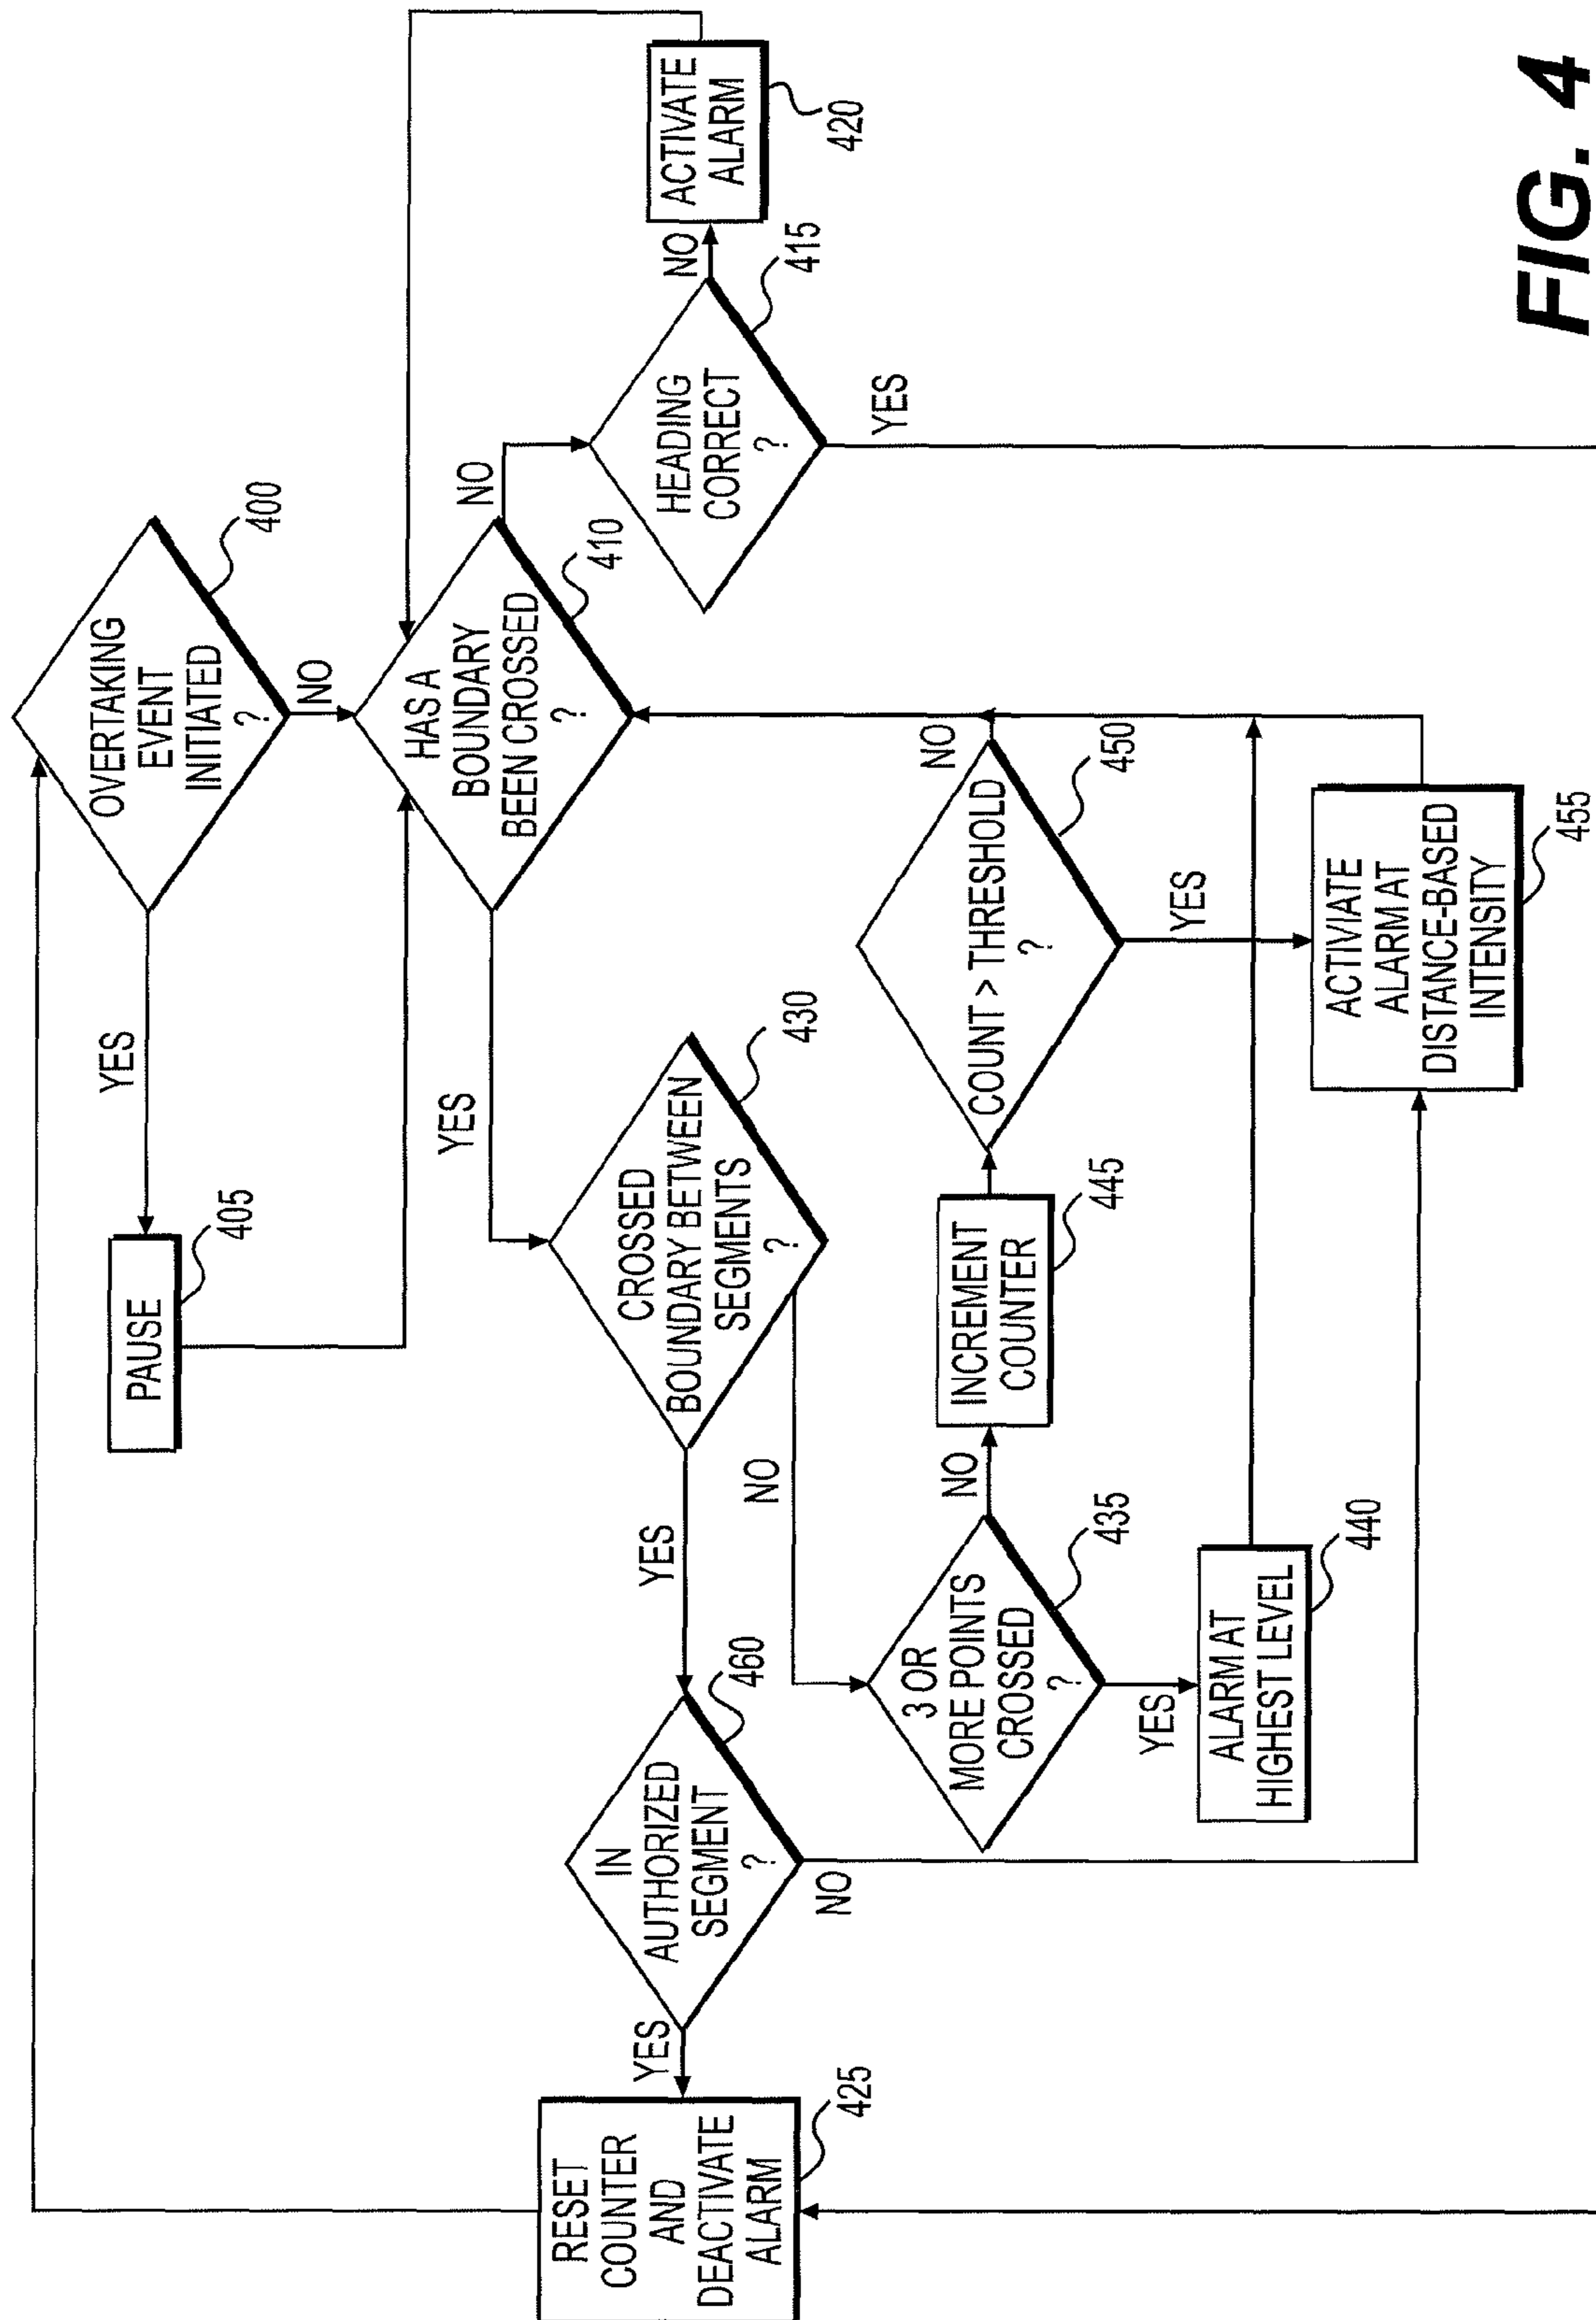 OVERTAKING
EVENT
INITIATED
?
400
YES
NO
PAUSE
405
HAS A
BOUNDARY
BEEN CROSSED
?
410
NO
YES
HEADING
CORRECT
?
415
NO
YES
ACTIVATE
ALARM
420
CROSSED
BOUNDARY BETWEEN
SEGMENTS
?
430
YES
NO
IN
AUTHORIZED
SEGMENT
?
460
YES
NO
RESET
COUNTER
AND
DEACTIVATE
ALARM
425
3 OR
MORE POINTS
CROSSED
?
435
NO
YES
ALARM AT
HIGHEST LEVEL
440
INCREMENT
COUNTER
445
COUNT > THRESHOLD
?
450
NO
YES
ACTIVIATE
ALARM AT
DISTANCE-BASED
INTENSITY
455
FIG. 4